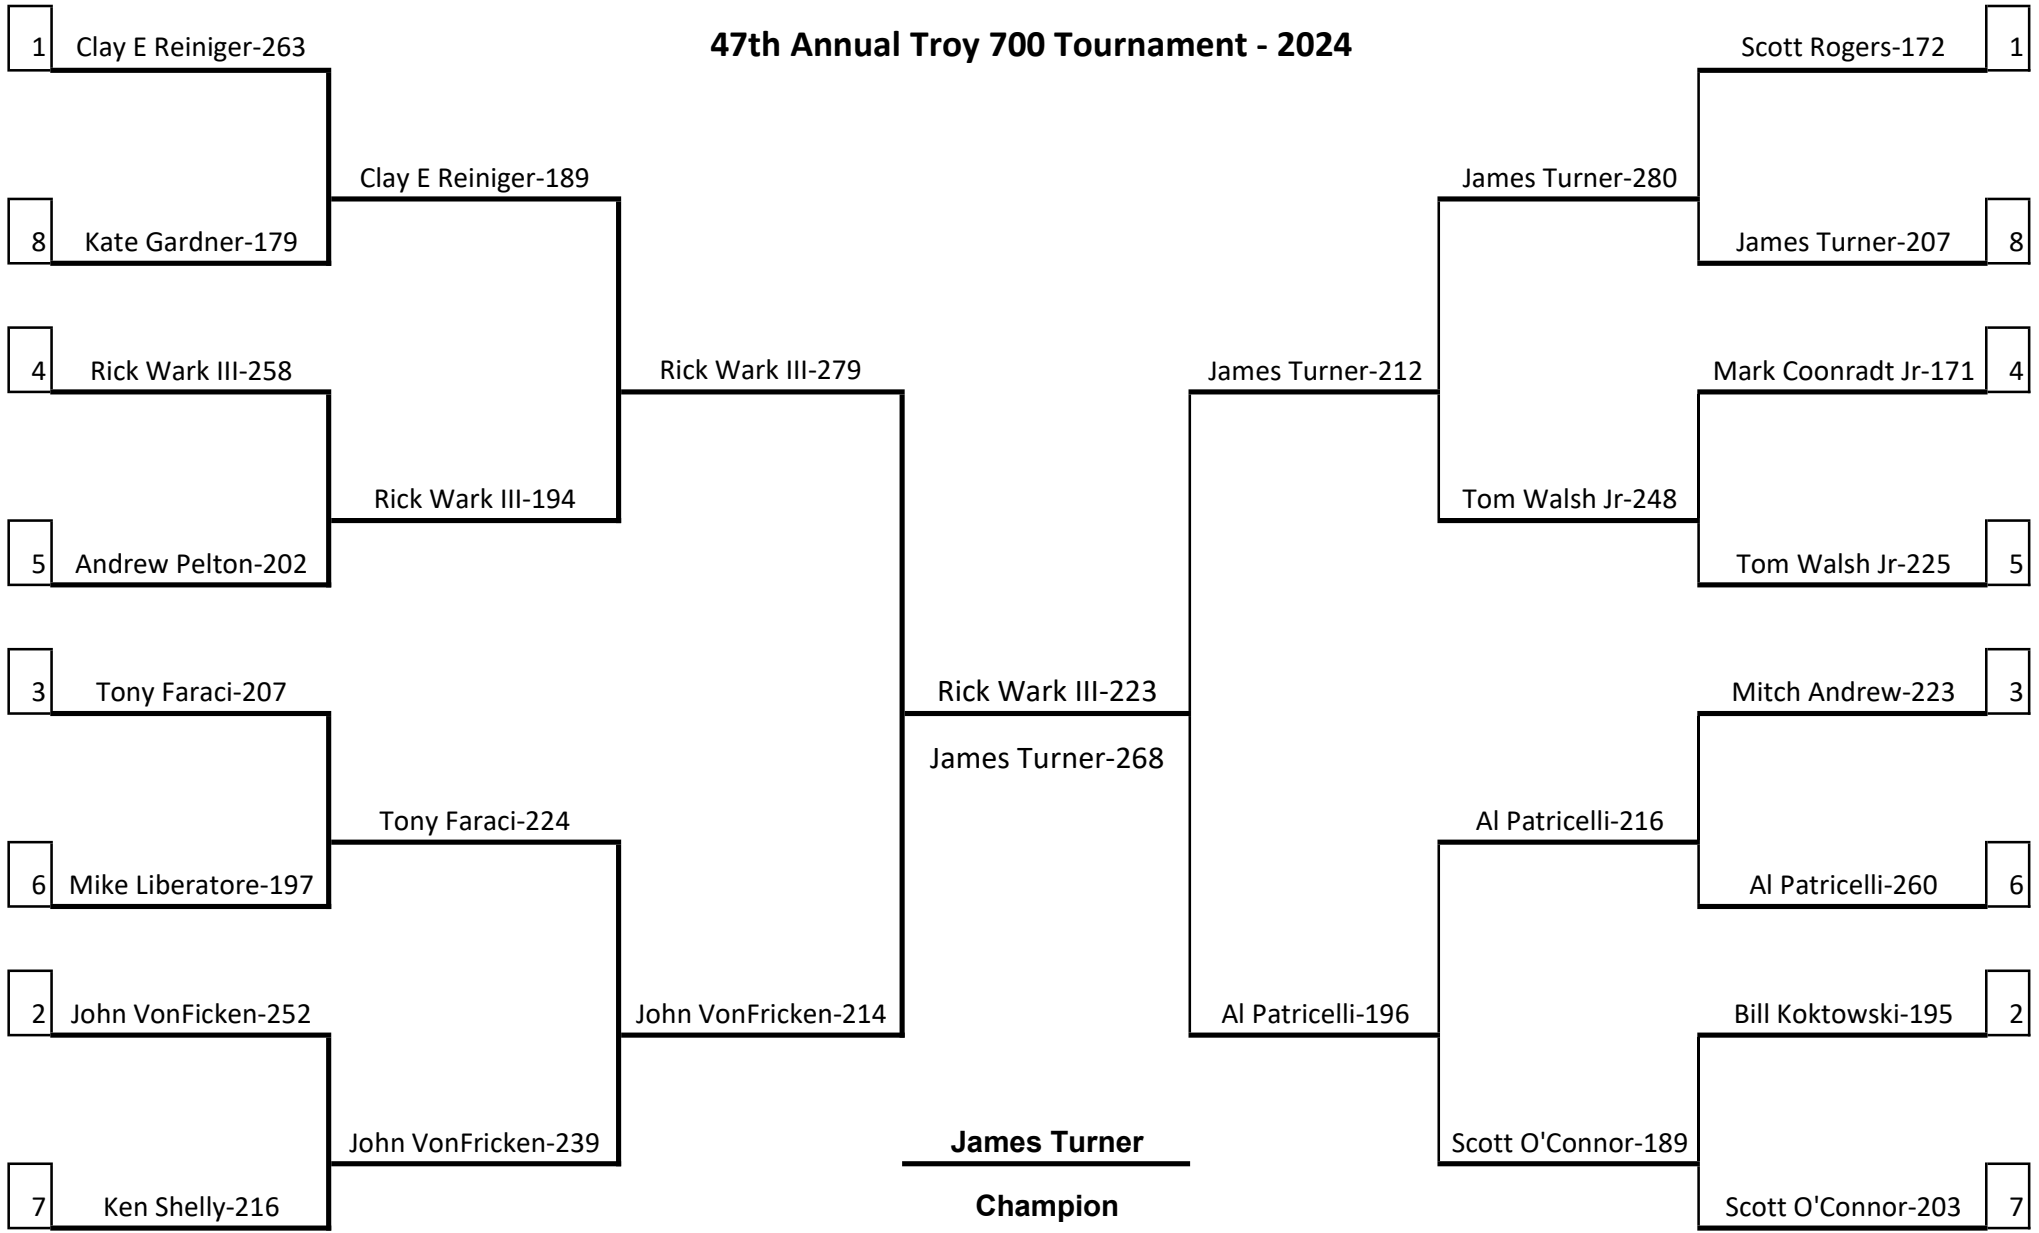 47th Annual Troy 700 Tournament - 2024
1 Clay E Reiniger-263
8 Kate Gardner-179
4 Rick Wark III-258
5 Andrew Pelton-202
3 Tony Faraci-207
6 Mike Liberatore-197
2 John VonFicken-252
7 Ken Shelly-216
Clay E Reiniger-189
Rick Wark III-194
Tony Faraci-224
John VonFricken-239
Rick Wark III-279
John VonFricken-214
Rick Wark III-223
James Turner-268
James Turner
Champion
James Turner-212
Al Patricelli-196
James Turner-280
Tom Walsh Jr-248
Al Patricelli-216
Scott O'Connor-189
Scott Rogers-172 1
James Turner-207 8
Mark Coonradt Jr-171 4
Tom Walsh Jr-225 5
Mitch Andrew-223 3
Al Patricelli-260 6
Bill Koktowski-195 2
Scott O'Connor-203 7